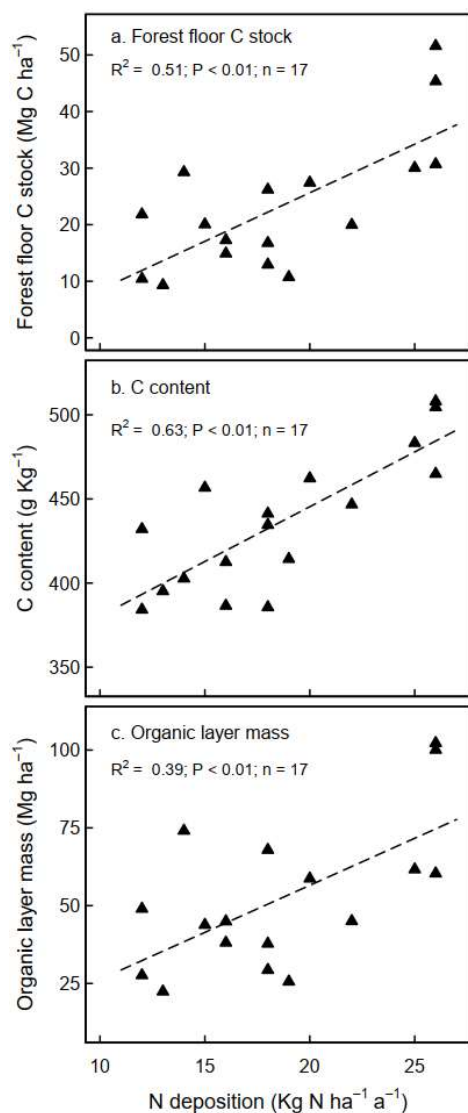 a. Forest floor C stock
R² = 0.51; P < 0.01; n = 17
Forest floor C stock (Mg C ha⁻¹)
50
40
30
20
10
0
b. C content
R² = 0.63; P < 0.01; n = 17
C content (g Kg⁻¹)
500
450
400
350
c. Organic layer mass
R² = 0.39; P < 0.01; n = 17
Organic layer mass (Mg ha⁻¹)
100
75
50
25
10 15 20 25
N deposition (Kg N ha⁻¹ a⁻¹)